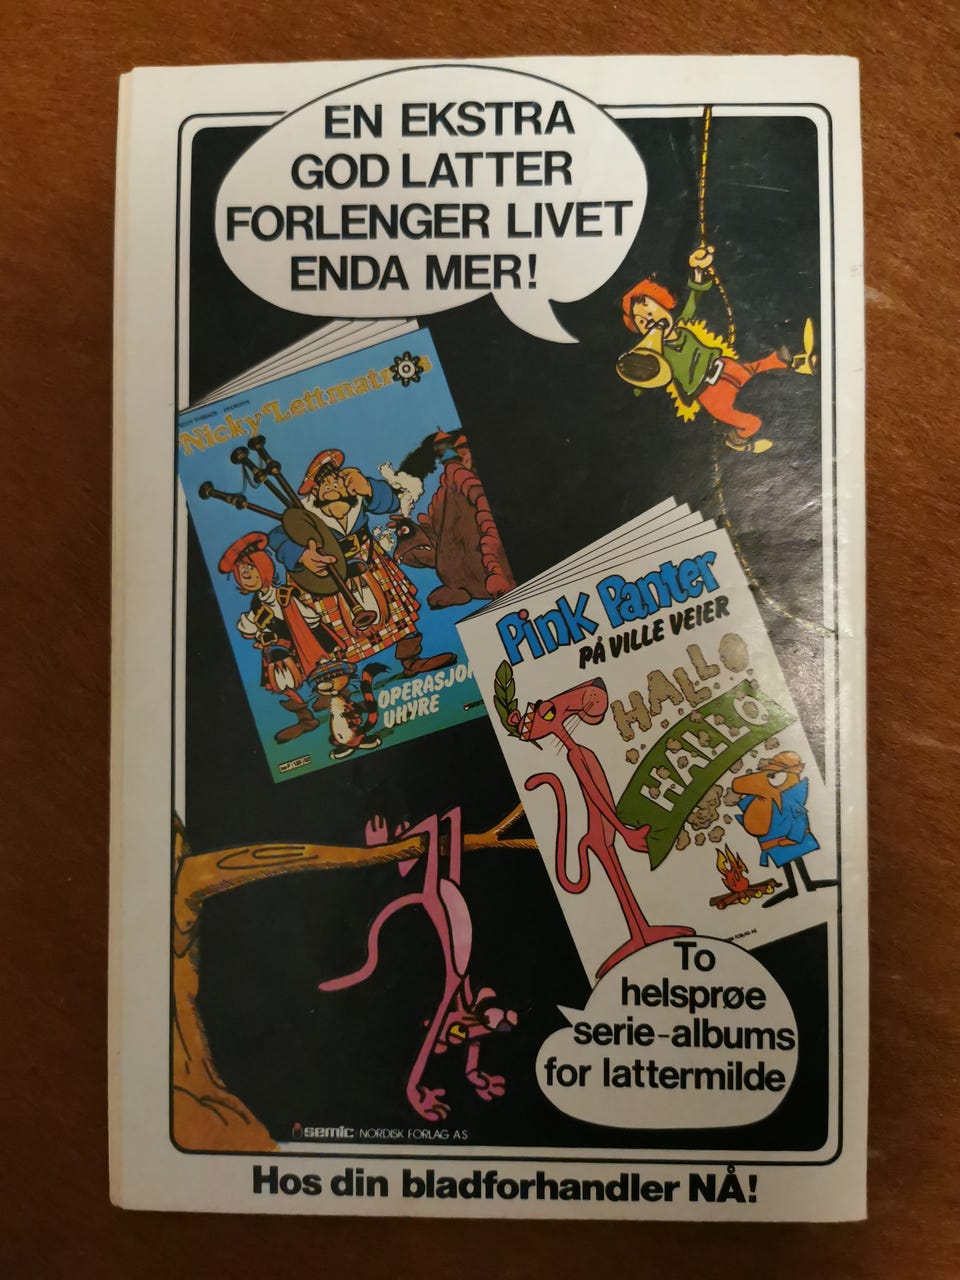 EN EKSTRA
GOD LATTER
FORLENGER LIVET
ENDA MER!
Nicky Lettmatros
OPERASJON
UHYRE
Pink Panter
PÅ VILLE VEIER
HALLO
HALLO
To
helsprøe
serie-albums
for lattermilde
semic NORDISK FORLAG AS
Hos din bladforhandler NÅ!